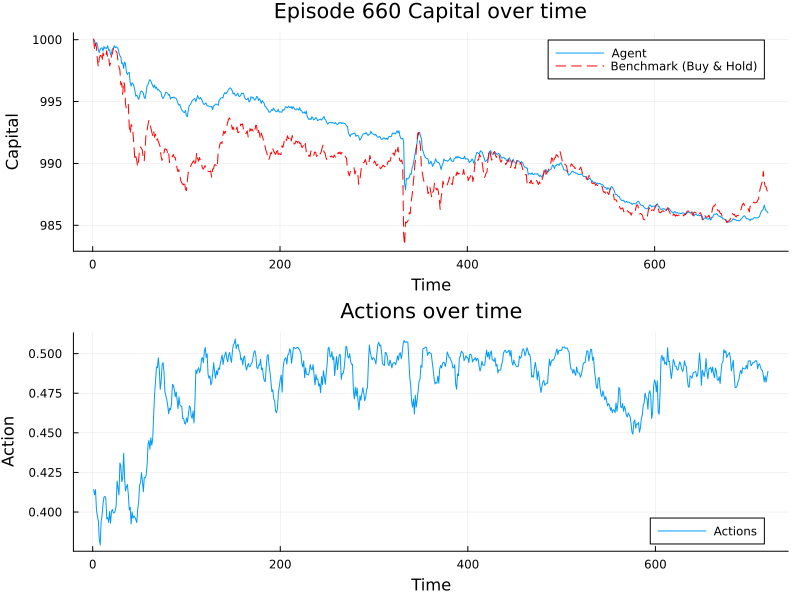 Episode 660 Capital over time
1000
995
990
985
Capital
Agent
Benchmark (Buy & Hold)
0
200
400
600
Time
Actions over time
0.500
0.475
0.450
0.425
0.400
Action
Actions
0
200
400
600
Time